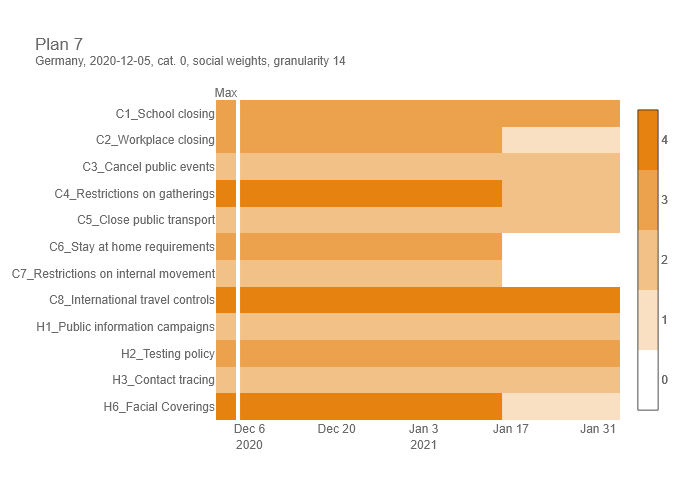 Plan 7
Germany, 2020-12-05, cat. 0, social weights, granularity 14
Max
C1_School closing
C2_Workplace closing
C3_Cancel public events
C4_Restrictions on gatherings
C5_Close public transport
C6_Stay at home requirements
C7_Restrictions on internal movement
C8_International travel controls
H1_Public information campaigns
H2_Testing policy
H3_Contact tracing
H6_Facial Coverings
Dec 6 Dec 20 Jan 3 Jan 17 Jan 31
2020 2021
4
3
2
1
0